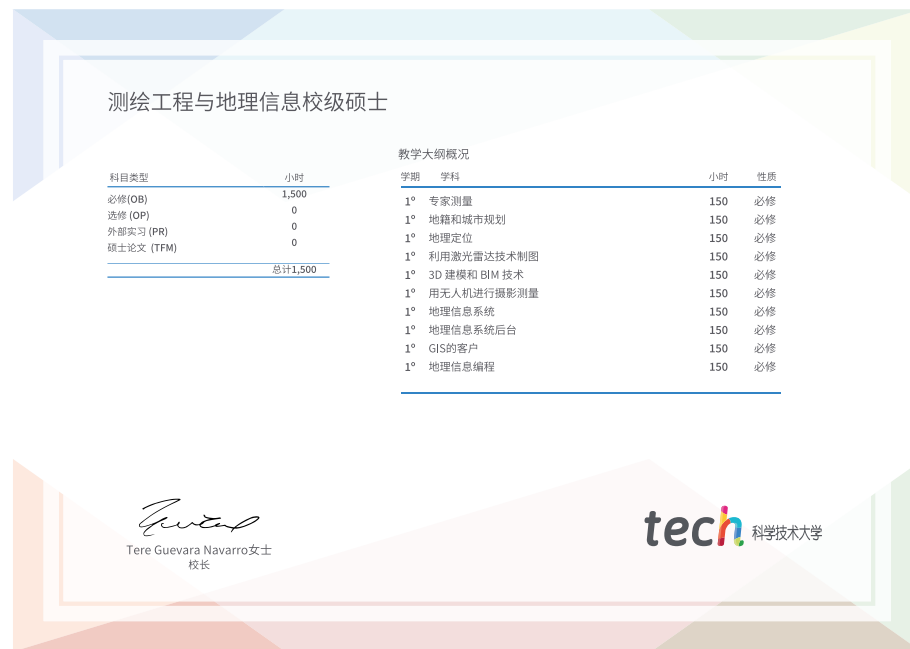 测绘工程与地理信息校级硕士
科目类型 小时
必修(OB) 1,500
选修 (OP) 0
外部实习 (PR) 0
硕士论文 (TFM) 0
总计1,500
教学大纲概况
学期 学科 小时 性质
1º 专家测量 150 必修
1º 地籍和城市规划 150 必修
1º 地理定位 150 必修
1º 利用激光雷达技术制图 150 必修
1º 3D 建模和 BIM 技术 150 必修
1º 用无人机进行摄影测量 150 必修
1º 地理信息系统 150 必修
1º 地理信息系统后台 150 必修
1º GIS的客户 150 必修
1º 地理信息编程 150 必修
Tere Guevara Navarro女士
校长
tech 科学技术大学